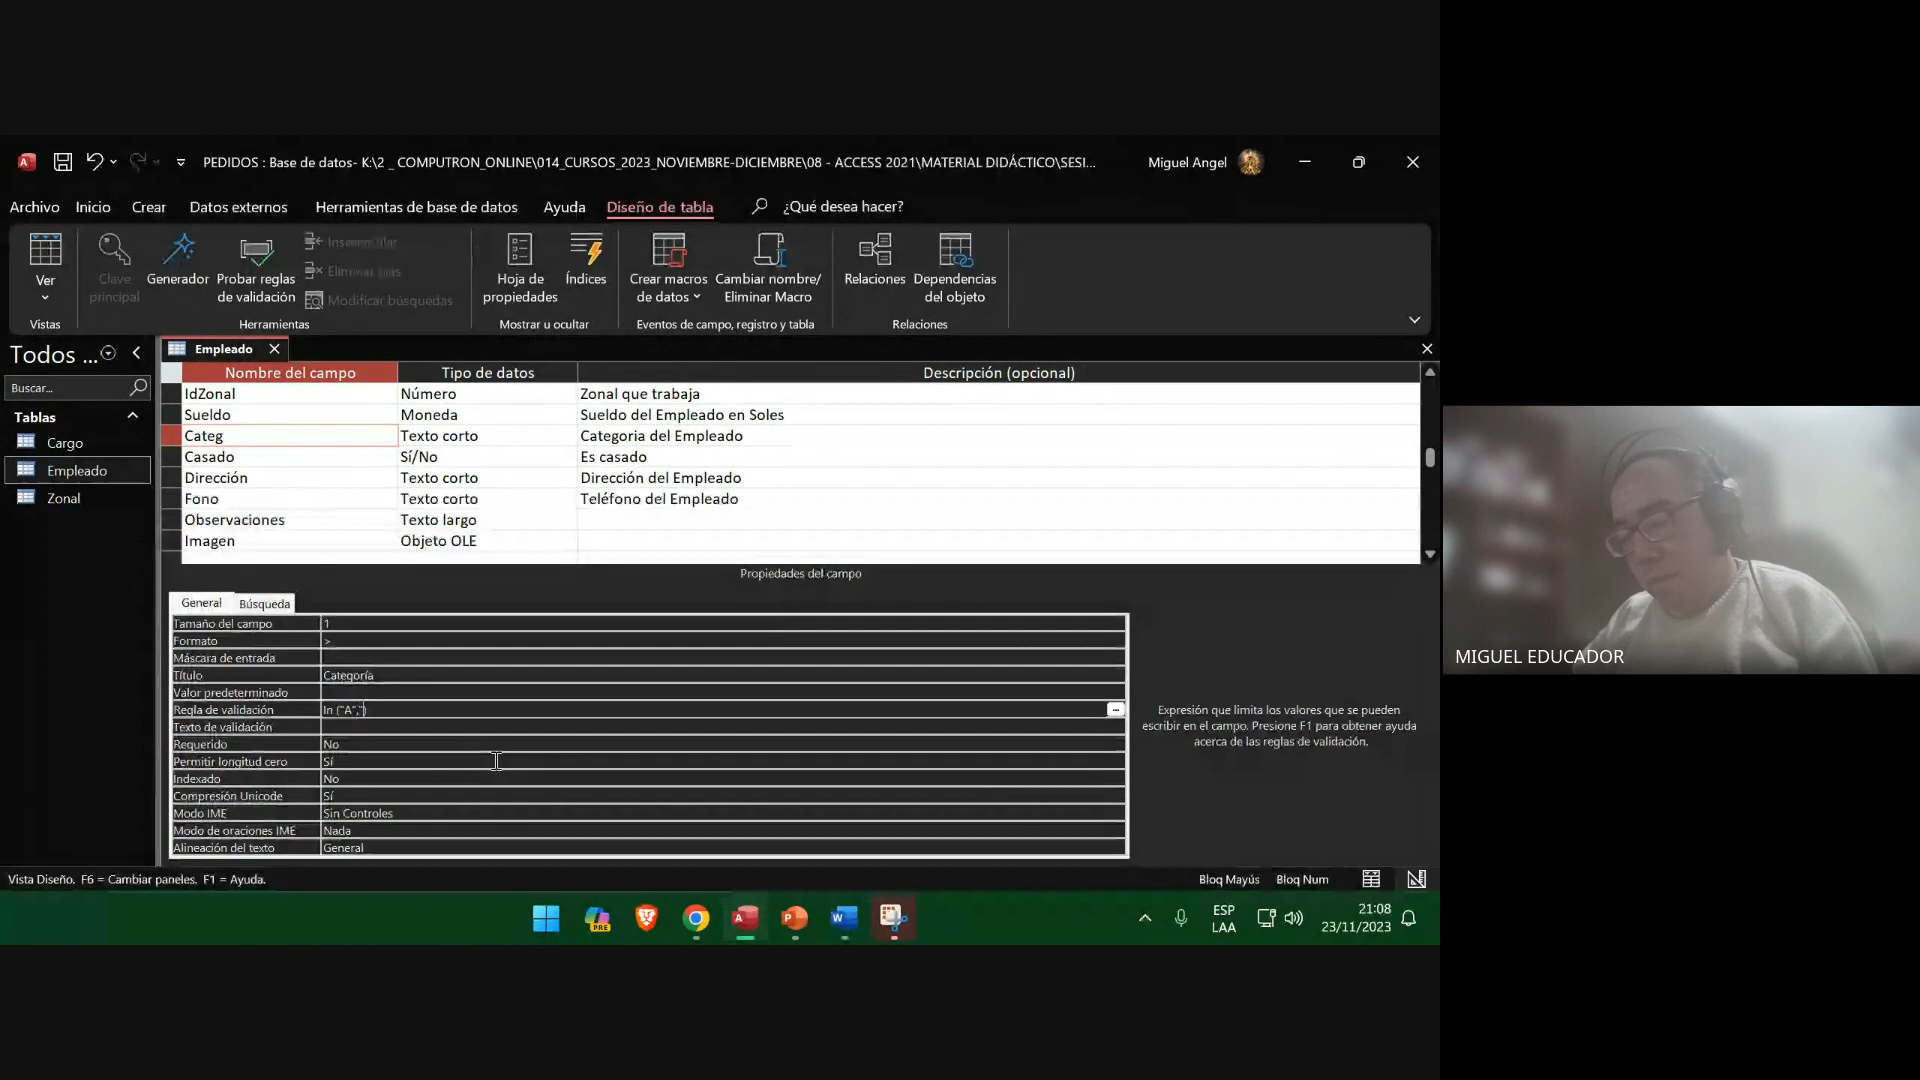 PEDIDOS : Base de datos- K:\2 _ COMPUTRON_ONLINE\014_CURSOS_2023_NOVIEMBRE-DICIEMBRE\08 - ACCESS 2021\MATERIAL DIDÁCTICO\SESI...
Miguel Angel
Archivo Inicio Crear Datos externos Herramientas de base de datos Ayuda Diseño de tabla ¿Qué desea hacer?
Ver
Clave principal
Generador
Probar reglas de validación
Eliminar filas
Modificar búsquedas
Hoja de propiedades
Índices
Crear macros de datos
Cambiar nombre/ Eliminar Macro
Relaciones
Dependencias del objeto
Vistas
Herramientas
Mostrar u ocultar
Eventos de campo, registro y tabla
Relaciones
Todos ...
Buscar...
Tablas
Cargo
Empleado
Zonal
Empleado
Nombre del campo Tipo de datos Descripción (opcional)
IdZonal Número Zonal que trabaja
Sueldo Moneda Sueldo del Empleado en Soles
Categ Texto corto Categoria del Empleado
Casado Sí/No Es casado
Dirección Texto corto Dirección del Empleado
Fono Texto corto Teléfono del Empleado
Observaciones Texto largo
Imagen Objeto OLE
Propiedades del campo
General Búsqueda
Tamaño del campo 1
Formato >
Máscara de entrada
Título Categoría
Valor predeterminado
Regla de validación In ("A",")
Texto de validación
Requerido No
Permitir longitud cero Sí
Indexado No
Compresión Unicode Sí
Modo IME Sin Controles
Modo de oraciones IME Nada
Alineación del texto General
Expresión que limita los valores que se pueden
escribir en el campo. Presione F1 para obtener ayuda
acerca de las reglas de validación.
Vista Diseño. F6 = Cambiar paneles. F1 = Ayuda.
Bloq Mayús Bloq Num
PRE
ESP
LAA
21:08
23/11/2023
MIGUEL EDUCADOR